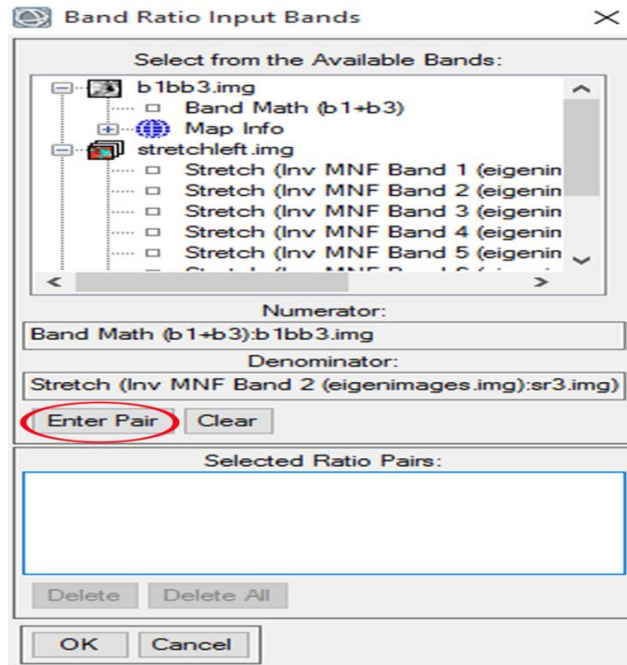 Band Ratio Input Bands
Select from the Available Bands:
b1bb3.img
Band Math (b1+b3)
Map Info
stretchleft.img
Stretch (Inv MNF Band 1 (eigenin
Stretch (Inv MNF Band 2 (eigenin
Stretch (Inv MNF Band 3 (eigenin
Stretch (Inv MNF Band 4 (eigenin
Stretch (Inv MNF Band 5 (eigenin
Numerator:
Band Math (b1+b3):b1bb3.img
Denominator:
Stretch (Inv MNF Band 2 (eigenimages.img):sr3.img)
Enter Pair Clear
Selected Ratio Pairs:
Delete Delete All
OK Cancel